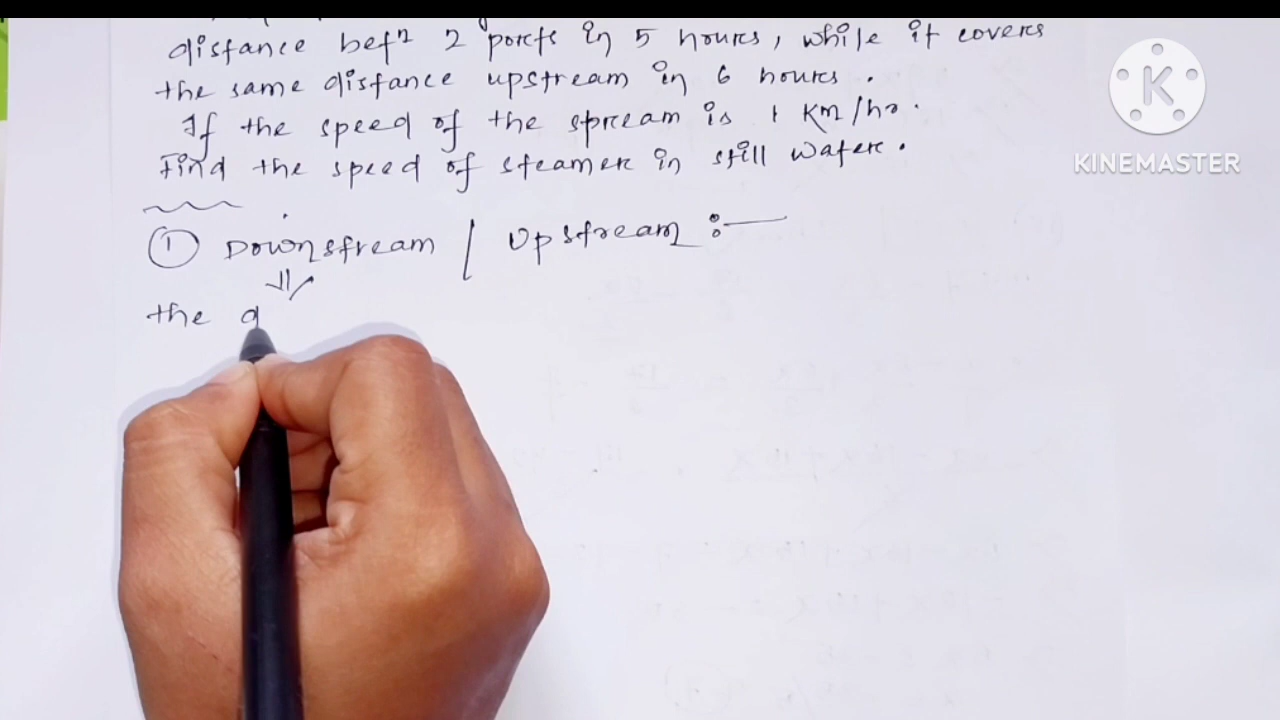 distance betn 2 ports in 5 hours, while it covers
the same distance upstream in 6 hours.
If the speed of the spream is 1 Km/hr.
Find the speed of steamer in still water.
① Downstream / Upstream :—
the d
K
KINEMASTER